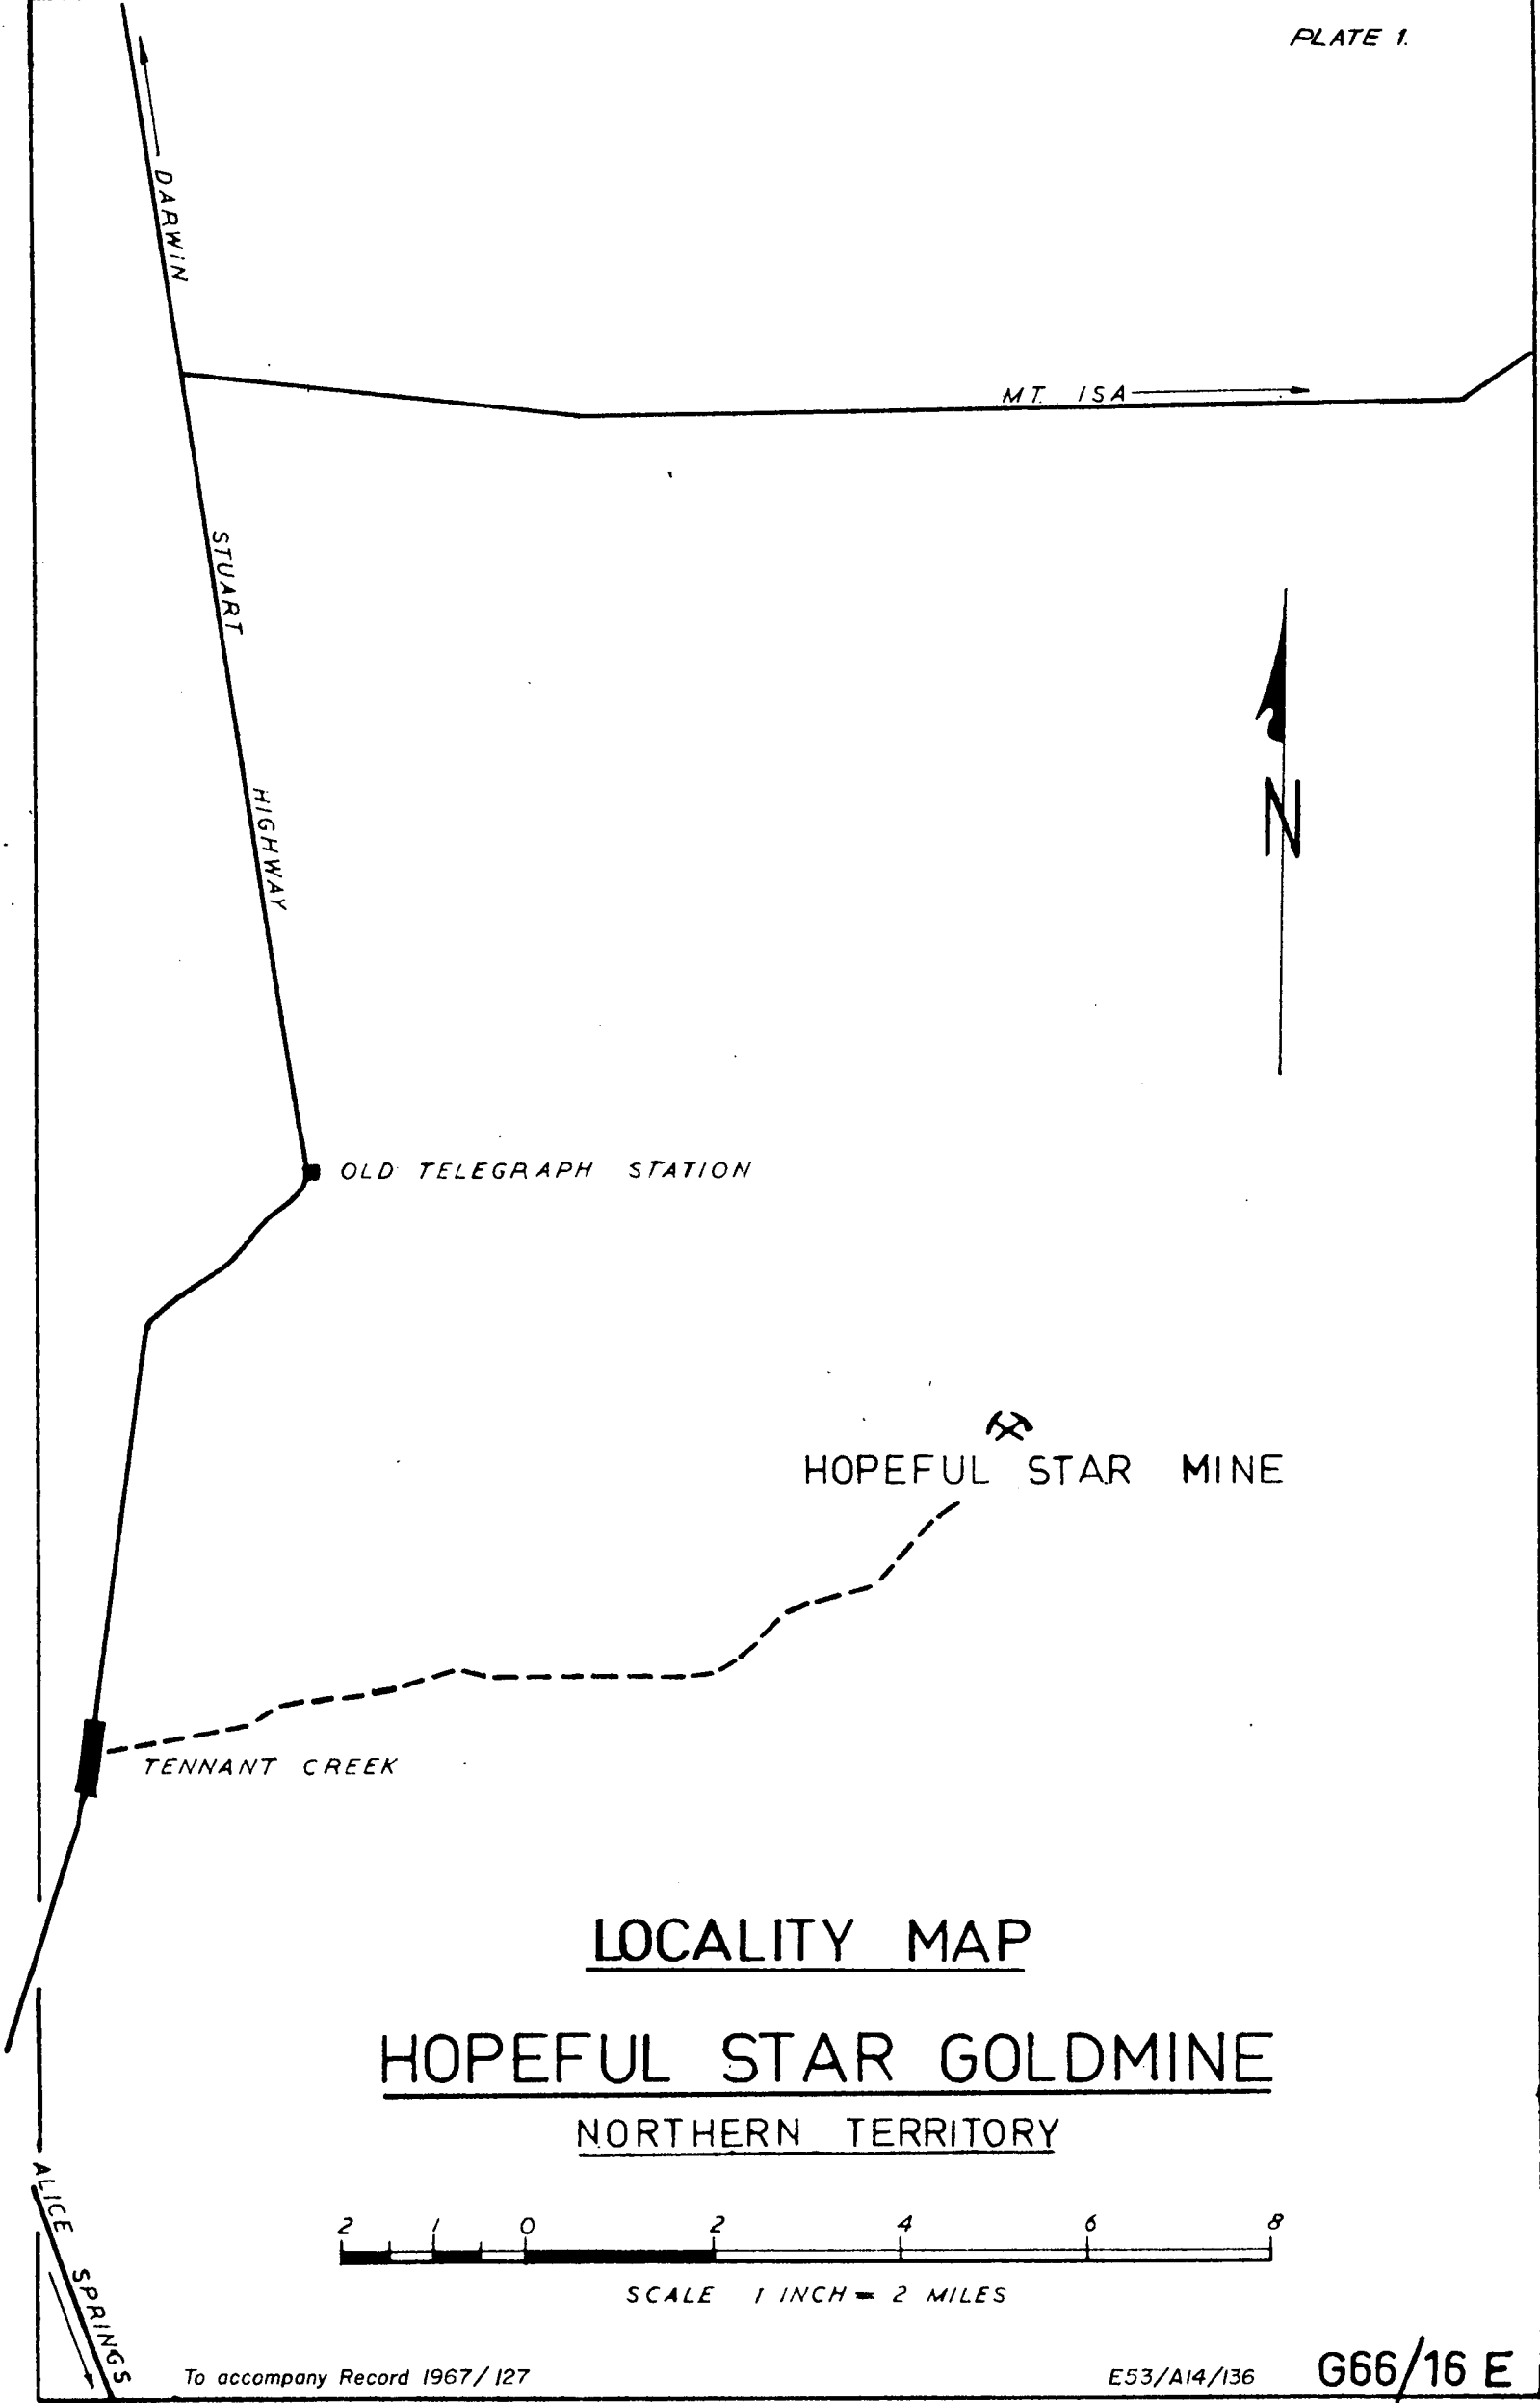 PLATE 1.
DARWIN
MT. ISA
STUART
HIGHWAY
N
OLD TELEGRAPH STATION
HOPEFUL STAR MINE
TENNANT CREEK
LOCALITY MAP
HOPEFUL STAR GOLDMINE
NORTHERN TERRITORY
ALICE SPRINGS
2 1 0 2 4 6 8
SCALE 1 INCH = 2 MILES
To accompany Record 1967/127
E53/A14/136
G66/16 E